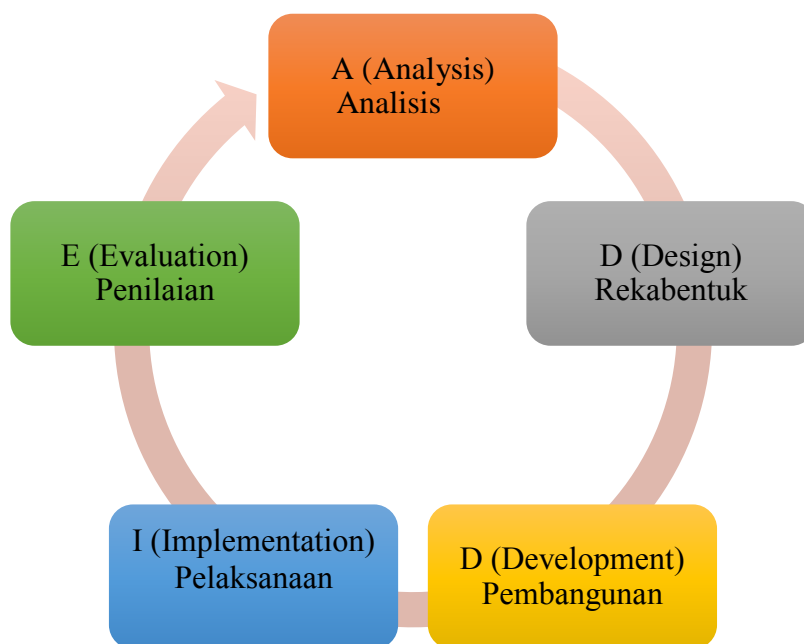 A (Analysis)
Analisis
D (Design)
Rekabentuk
D (Development)
Pembangunan
I (Implementation)
Pelaksanaan
E (Evaluation)
Penilaian